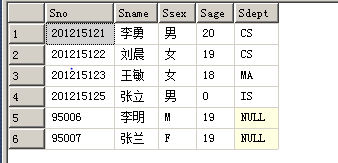 Sno Sname Ssex Sage Sdept
1 201215121 李勇 男 20 CS
2 201215122 刘晨 女 19 CS
3 201215123 王敏 女 18 MA
4 201215125 张立 男 0 IS
5 95006 李明 M 19 NULL
6 95007 张兰 F 19 NULL